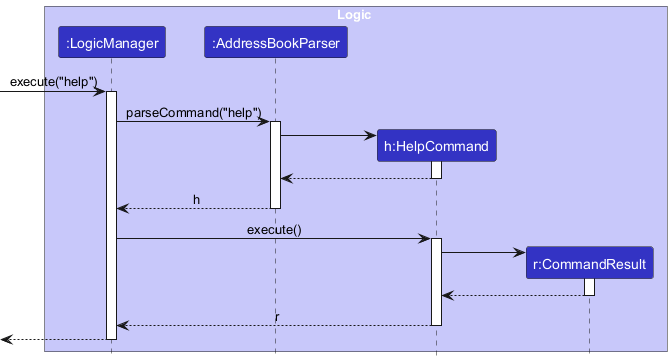 Logic
:LogicManager
:AddressBookParser
execute("help")
parseCommand("help")
h:HelpCommand
h
execute()
r:CommandResult
r